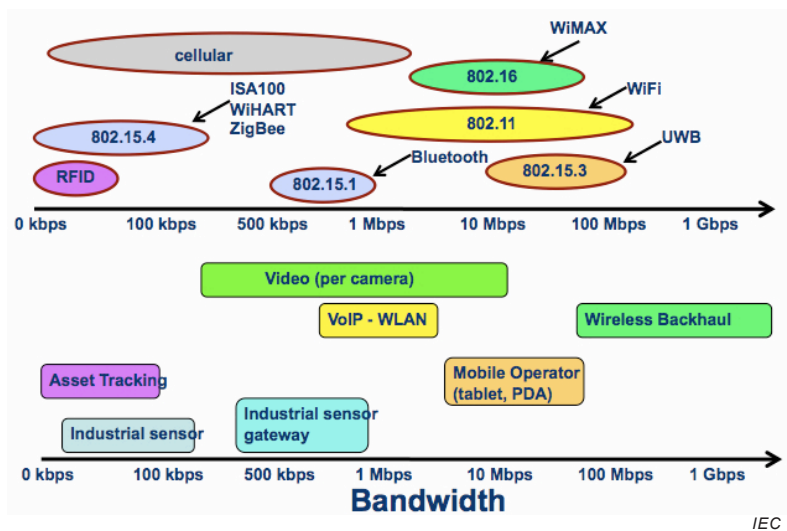 cellular
WiMAX
802.16
ISA100
WiHART
ZigBee
WiFi
802.15.4
802.11
UWB
RFID
802.15.1
Bluetooth
802.15.3
0 kbps 100 kbps 500 kbps 1 Mbps 10 Mbps 100 Mbps 1 Gbps
Video (per camera)
VoIP - WLAN
Wireless Backhaul
Asset Tracking
Mobile Operator
(tablet, PDA)
Industrial sensor
Industrial sensor
gateway
0 kbps 100 kbps 500 kbps 1 Mbps 10 Mbps 100 Mbps 1 Gbps
Bandwidth
IEC